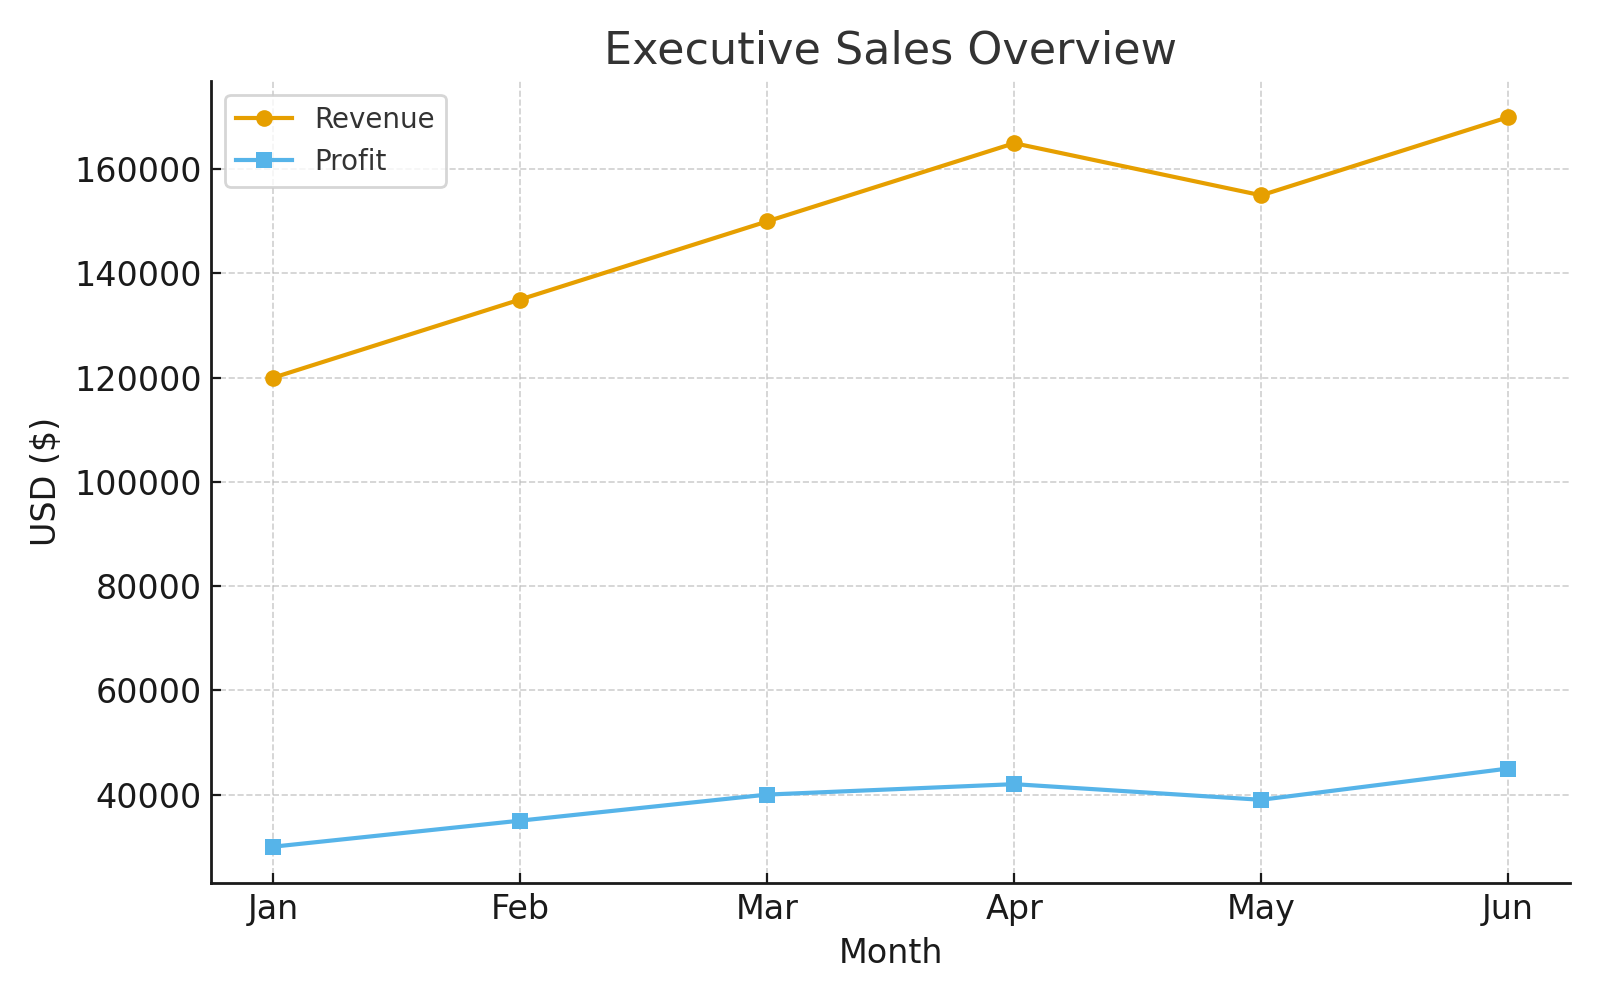 Executive Sales Overview
Revenue
Profit
160000
140000
120000
100000
80000
60000
40000
USD ($)
Jan Feb Mar Apr May Jun
Month